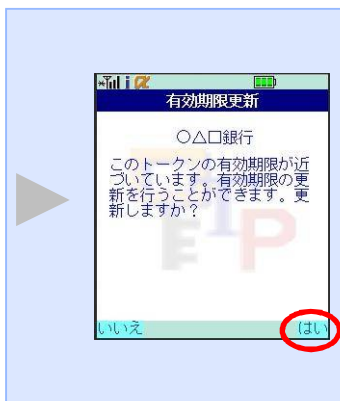 有効期限更新
○△□銀行
このトークンの有効期限が近
づいています。有効期限の更
新を行うことができます。更
新しますか？
いいえ はい